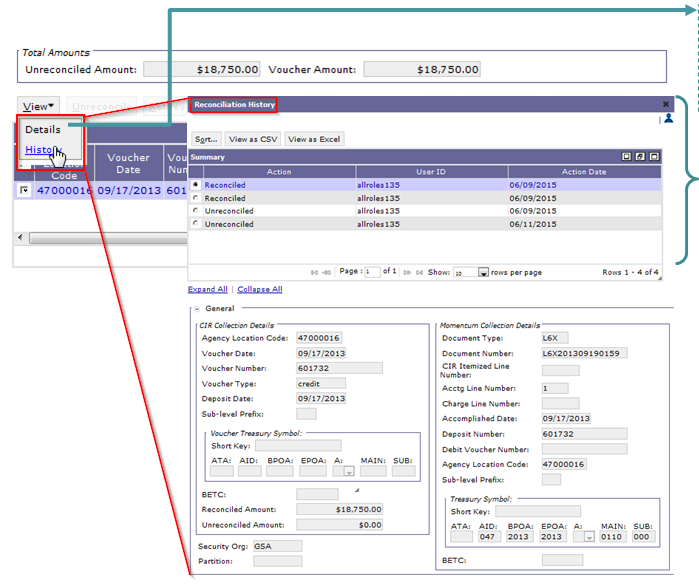 Total Amounts
Unreconciled Amount: $18,750.00 Voucher Amount: $18,750.00
View
Details
History
Code
Voucher Date
47000016 09/17/2013 601
Reconciliation History
Sort... View as CSV View as Excel
Summary
Action User ID Action Date
Reconciled allroles135 06/09/2015
Reconciled allroles135 06/09/2015
Unreconciled allroles135 06/09/2015
Unreconciled allroles135 06/11/2015
Page : 1 of 1 Show: 10 rows per page Rows 1 - 4 of 4
Expand All | Collapse All
General
CIR Collection Details
Agency Location Code: 47000016
Voucher Date: 09/17/2013
Voucher Number: 601732
Voucher Type: credit
Deposit Date: 09/17/2013
Sub-level Prefix:
Voucher Treasury Symbol:
Short Key:
ATA: AID: BPOA: EPOA: A: MAIN: SUB:
BETC:
Reconciled Amount: $18,750.00
Unreconciled Amount: $0.00
Security Org: GSA
Partition:
Momentum Collection Details
Document Type: L6X
Document Number: L6X201309190159
CIR Itemized Line Number:
Acctg Line Number: 1
Charge Line Number:
Accomplished Date: 09/17/2013
Deposit Number: 601732
Debit Voucher Number:
Agency Location Code: 47000016
Sub-level Prefix:
Treasury Symbol:
Short Key:
ATA: AID: BPOA: EPOA: A: MAIN: SUB:
047 2013 2013 0110 000
BETC: